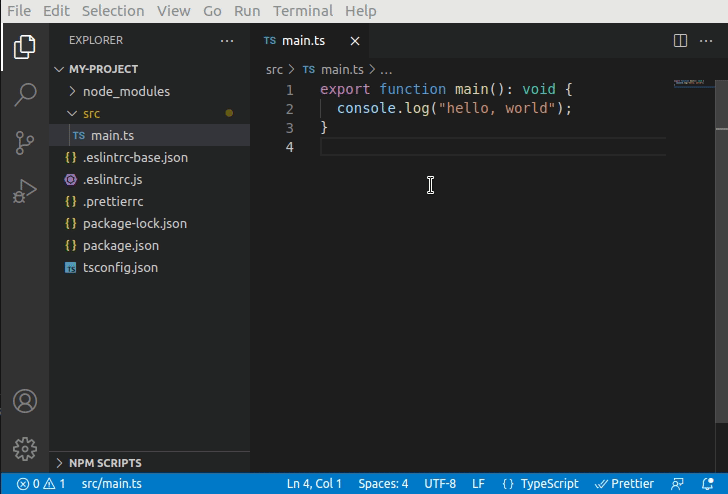 File Edit Selection View Go Run Terminal Help
EXPLORER
TS main.ts
MY-PROJECT
src > TS main.ts > ...
node_modules
1 export function main(): void {
src
2 console.log("hello, world");
TS main.ts
3 }
4
{} .eslintrc-base.json
.eslintrc.js
{} .prettierrc
{} package-lock.json
{} package.json
TS tsconfig.json
NPM SCRIPTS
0 1 src/main.ts Ln 4, Col 1 Spaces: 4 UTF-8 LF {} TypeScript Prettier